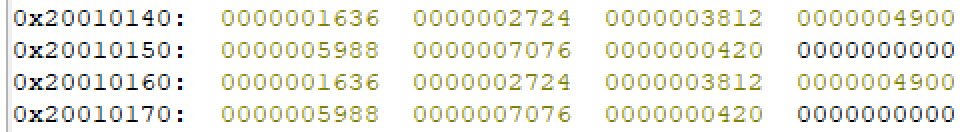 0x20010140: 0000001636 0000002724 0000003812 0000004900
0x20010150: 0000005988 0000007076 0000000420 0000000000
0x20010160: 0000001636 0000002724 0000003812 0000004900
0x20010170: 0000005988 0000007076 0000000420 0000000000